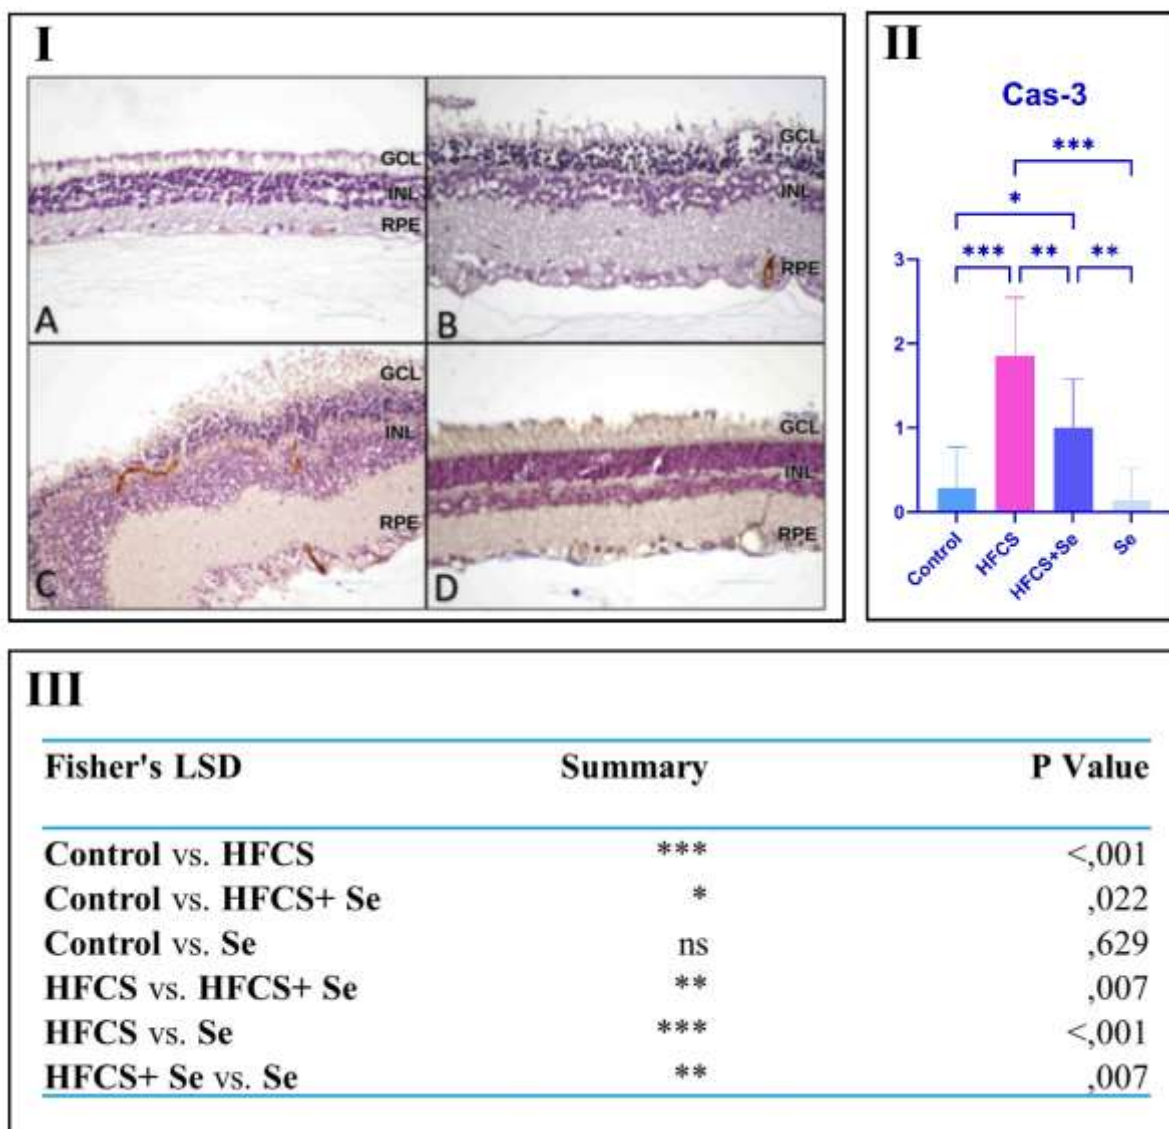 I
GCL
INL
RPE
A
GCL
INL
RPE
B
GCL
INL
RPE
C
GCL
INL
RPE
D
II
Cas-3
***
*
*** ** **
3
2
1
0
Control HFCS HFCS+Se Se
III
Fisher's LSD Summary P Value
Control vs. HFCS *** <,001
Control vs. HFCS+ Se * ,022
Control vs. Se ns ,629
HFCS vs. HFCS+ Se ** ,007
HFCS vs. Se *** <,001
HFCS+ Se vs. Se ** ,007